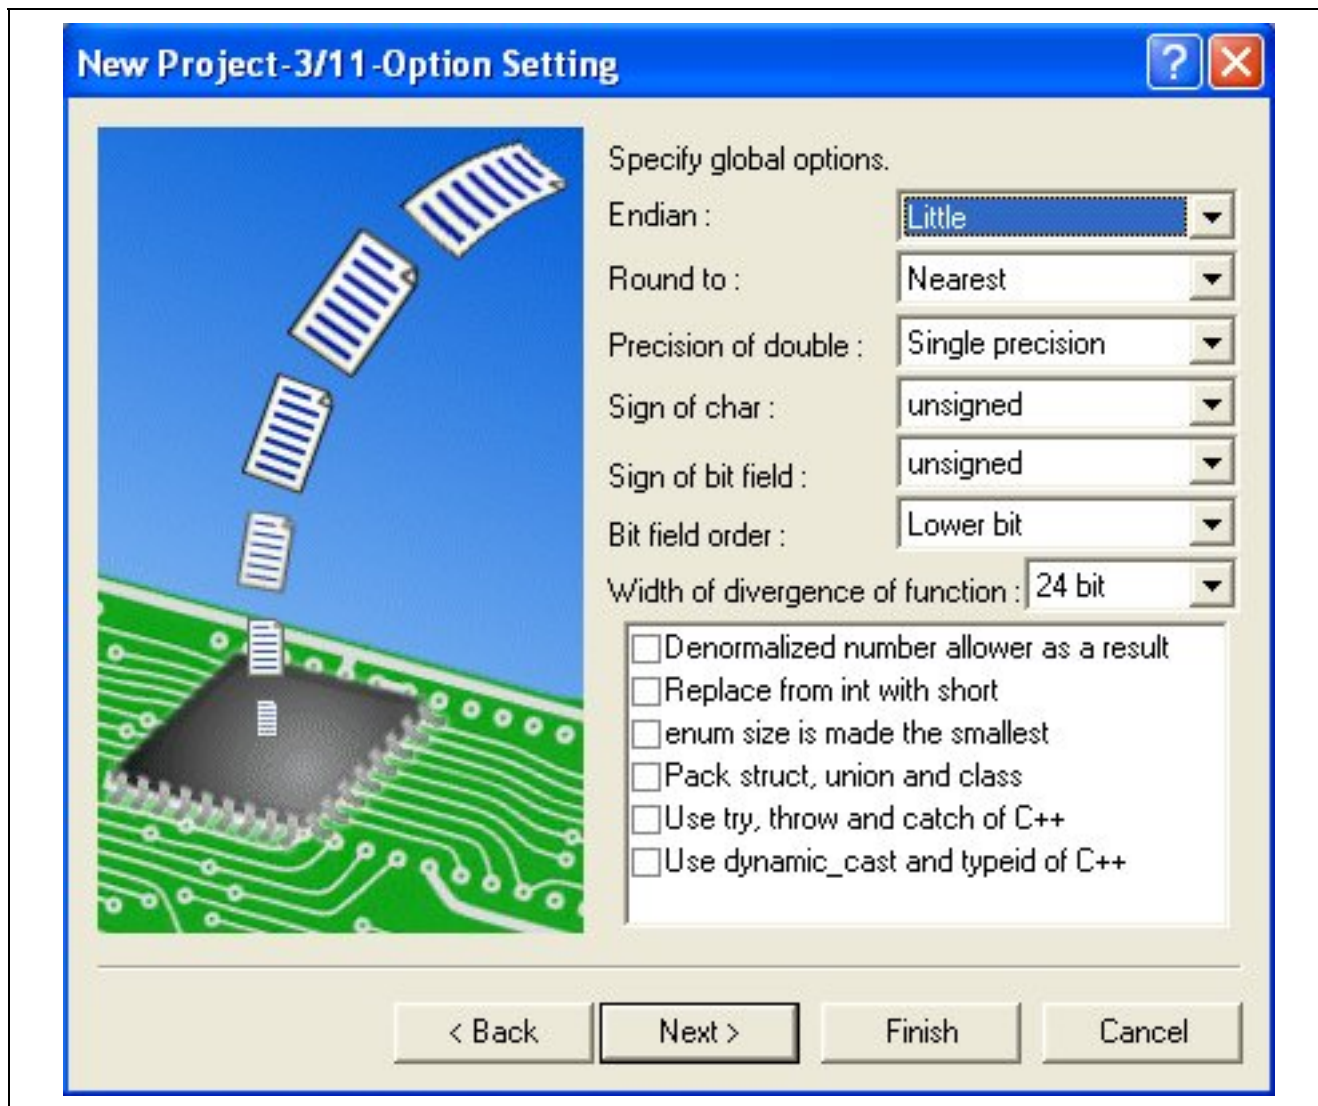 New Project-3/11-Option Setting
Specify global options.
Endian : Little
Round to : Nearest
Precision of double : Single precision
Sign of char : unsigned
Sign of bit field : unsigned
Bit field order : Lower bit
Width of divergence of function : 24 bit
Denormalized number allower as a result
Replace from int with short
enum size is made the smallest
Pack struct, union and class
Use try, throw and catch of C++
Use dynamic_cast and typeid of C++
< Back Next > Finish Cancel